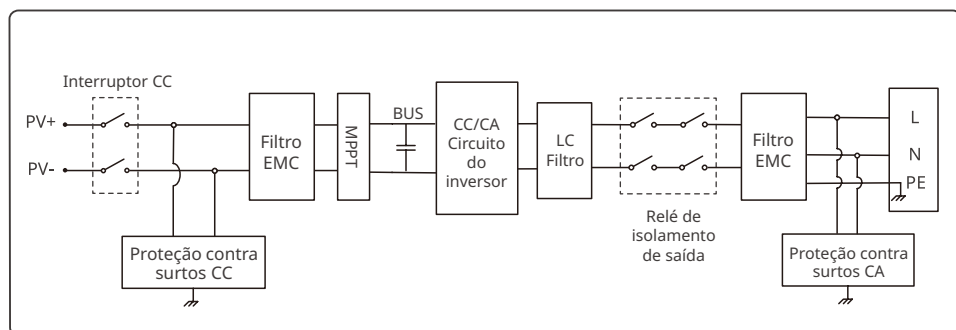 Interruptor CC
PV+
PV-
Proteção contra
surtos CC
Filtro
EMC
MPPT
BUS
CC/CA
Circuito
do
inversor
LC
Filtro
Relé de
isolamento
de saída
Filtro
EMC
L
N
PE
Proteção contra
surtos CA